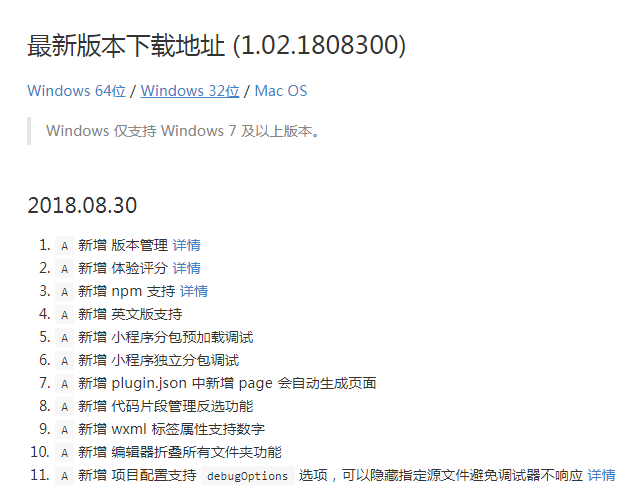 最新版本下载地址 (1.02.1808300)
Windows 64位 / Windows 32位 / Mac OS
Windows 仅支持 Windows 7 及以上版本。
2018.08.30
1. A 新增 版本管理 详情
2. A 新增 体验评分 详情
3. A 新增 npm 支持 详情
4. A 新增 英文版支持
5. A 新增 小程序分包预加载调试
6. A 新增 小程序独立分包调试
7. A 新增 plugin.json 中新增 page 会自动生成页面
8. A 新增 代码片段管理反选功能
9. A 新增 wxml 标签属性支持数字
10. A 新增 编辑器折叠所有文件夹功能
11. A 新增 项目配置支持 debugOptions 选项，可以隐藏指定源文件避免调试器不响应 详情